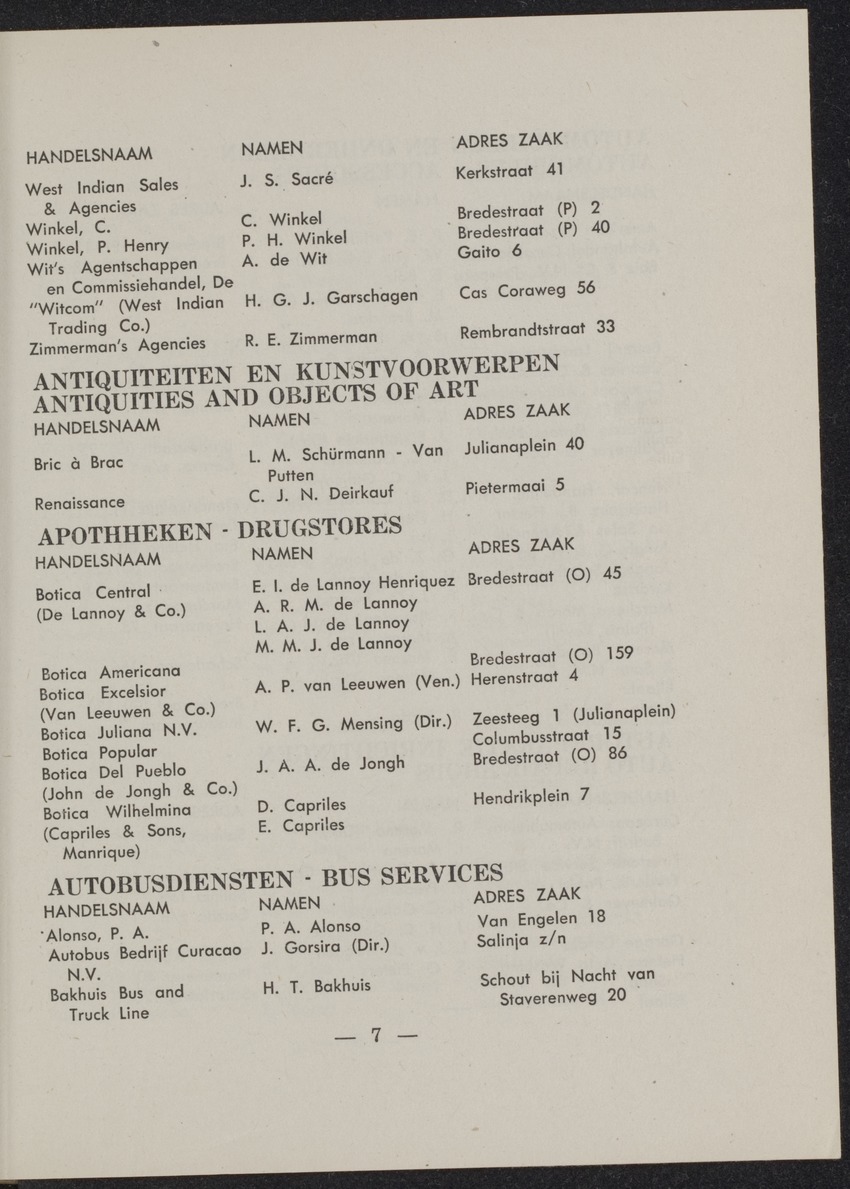 HANDELSNAAM NAMEN ADRES ZAAK
West Indian Sales J. S. Sacré Kerkstraat 41
& Agencies
Winkel, C. C. Winkel Bredestraat (P) 2
Winkel, P. Henry P. H. Winkel Bredestraat (P) 40
Wit's Agentschappen A. de Wit Gaito 6
en Commissiehandel, De
"Witcom" (West Indian H. G. J. Garschagen Cas Coraweg 56
Trading Co.)
Zimmerman's Agencies R. E. Zimmerman Rembrandtstraat 33
ANTIQUITEITEN EN KUNSTVOORWERPEN
ANTIQUITIES AND OBJECTS OF ART
HANDELSNAAM NAMEN ADRES ZAAK
Bric à Brac L. M. Schürmann - Van Julianaplein 40
Putten
Renaissance C. J. N. Deirkauf Pietermaai 5
APOTHHEKEN - DRUGSTORES
HANDELSNAAM NAMEN ADRES ZAAK
Botica Central E. I. de Lannoy Henriquez Bredestraat (O) 45
(De Lannoy & Co.) A. R. M. de Lannoy
L. A. J. de Lannoy
M. M. J. de Lannoy
Botica Americana Bredestraat (O) 159
Botica Excelsior A. P. van Leeuwen (Ven.) Herenstraat 4
(Van Leeuwen & Co.)
Botica Juliana N.V. W. F. G. Mensing (Dir.) Zeesteeg 1 (Julianaplein)
Botica Popular Columbusstraat 15
Botica Del Pueblo J. A. A. de Jongh Bredestraat (O) 86
(John de Jongh & Co.)
Botica Wilhelmina D. Capriles Hendrikplein 7
(Capriles & Sons, E. Capriles
Manrique)
AUTOBUSDIENSTEN - BUS SERVICES
HANDELSNAAM NAMEN ADRES ZAAK
Alonso, P. A. P. A. Alonso Van Engelen 18
Autobus Bedrijf Curacao J. Gorsira (Dir.) Salinja z/n
N.V.
Bakhuis Bus and H. T. Bakhuis Schout bij Nacht van
Truck Line Staverenweg 20
— 7 —